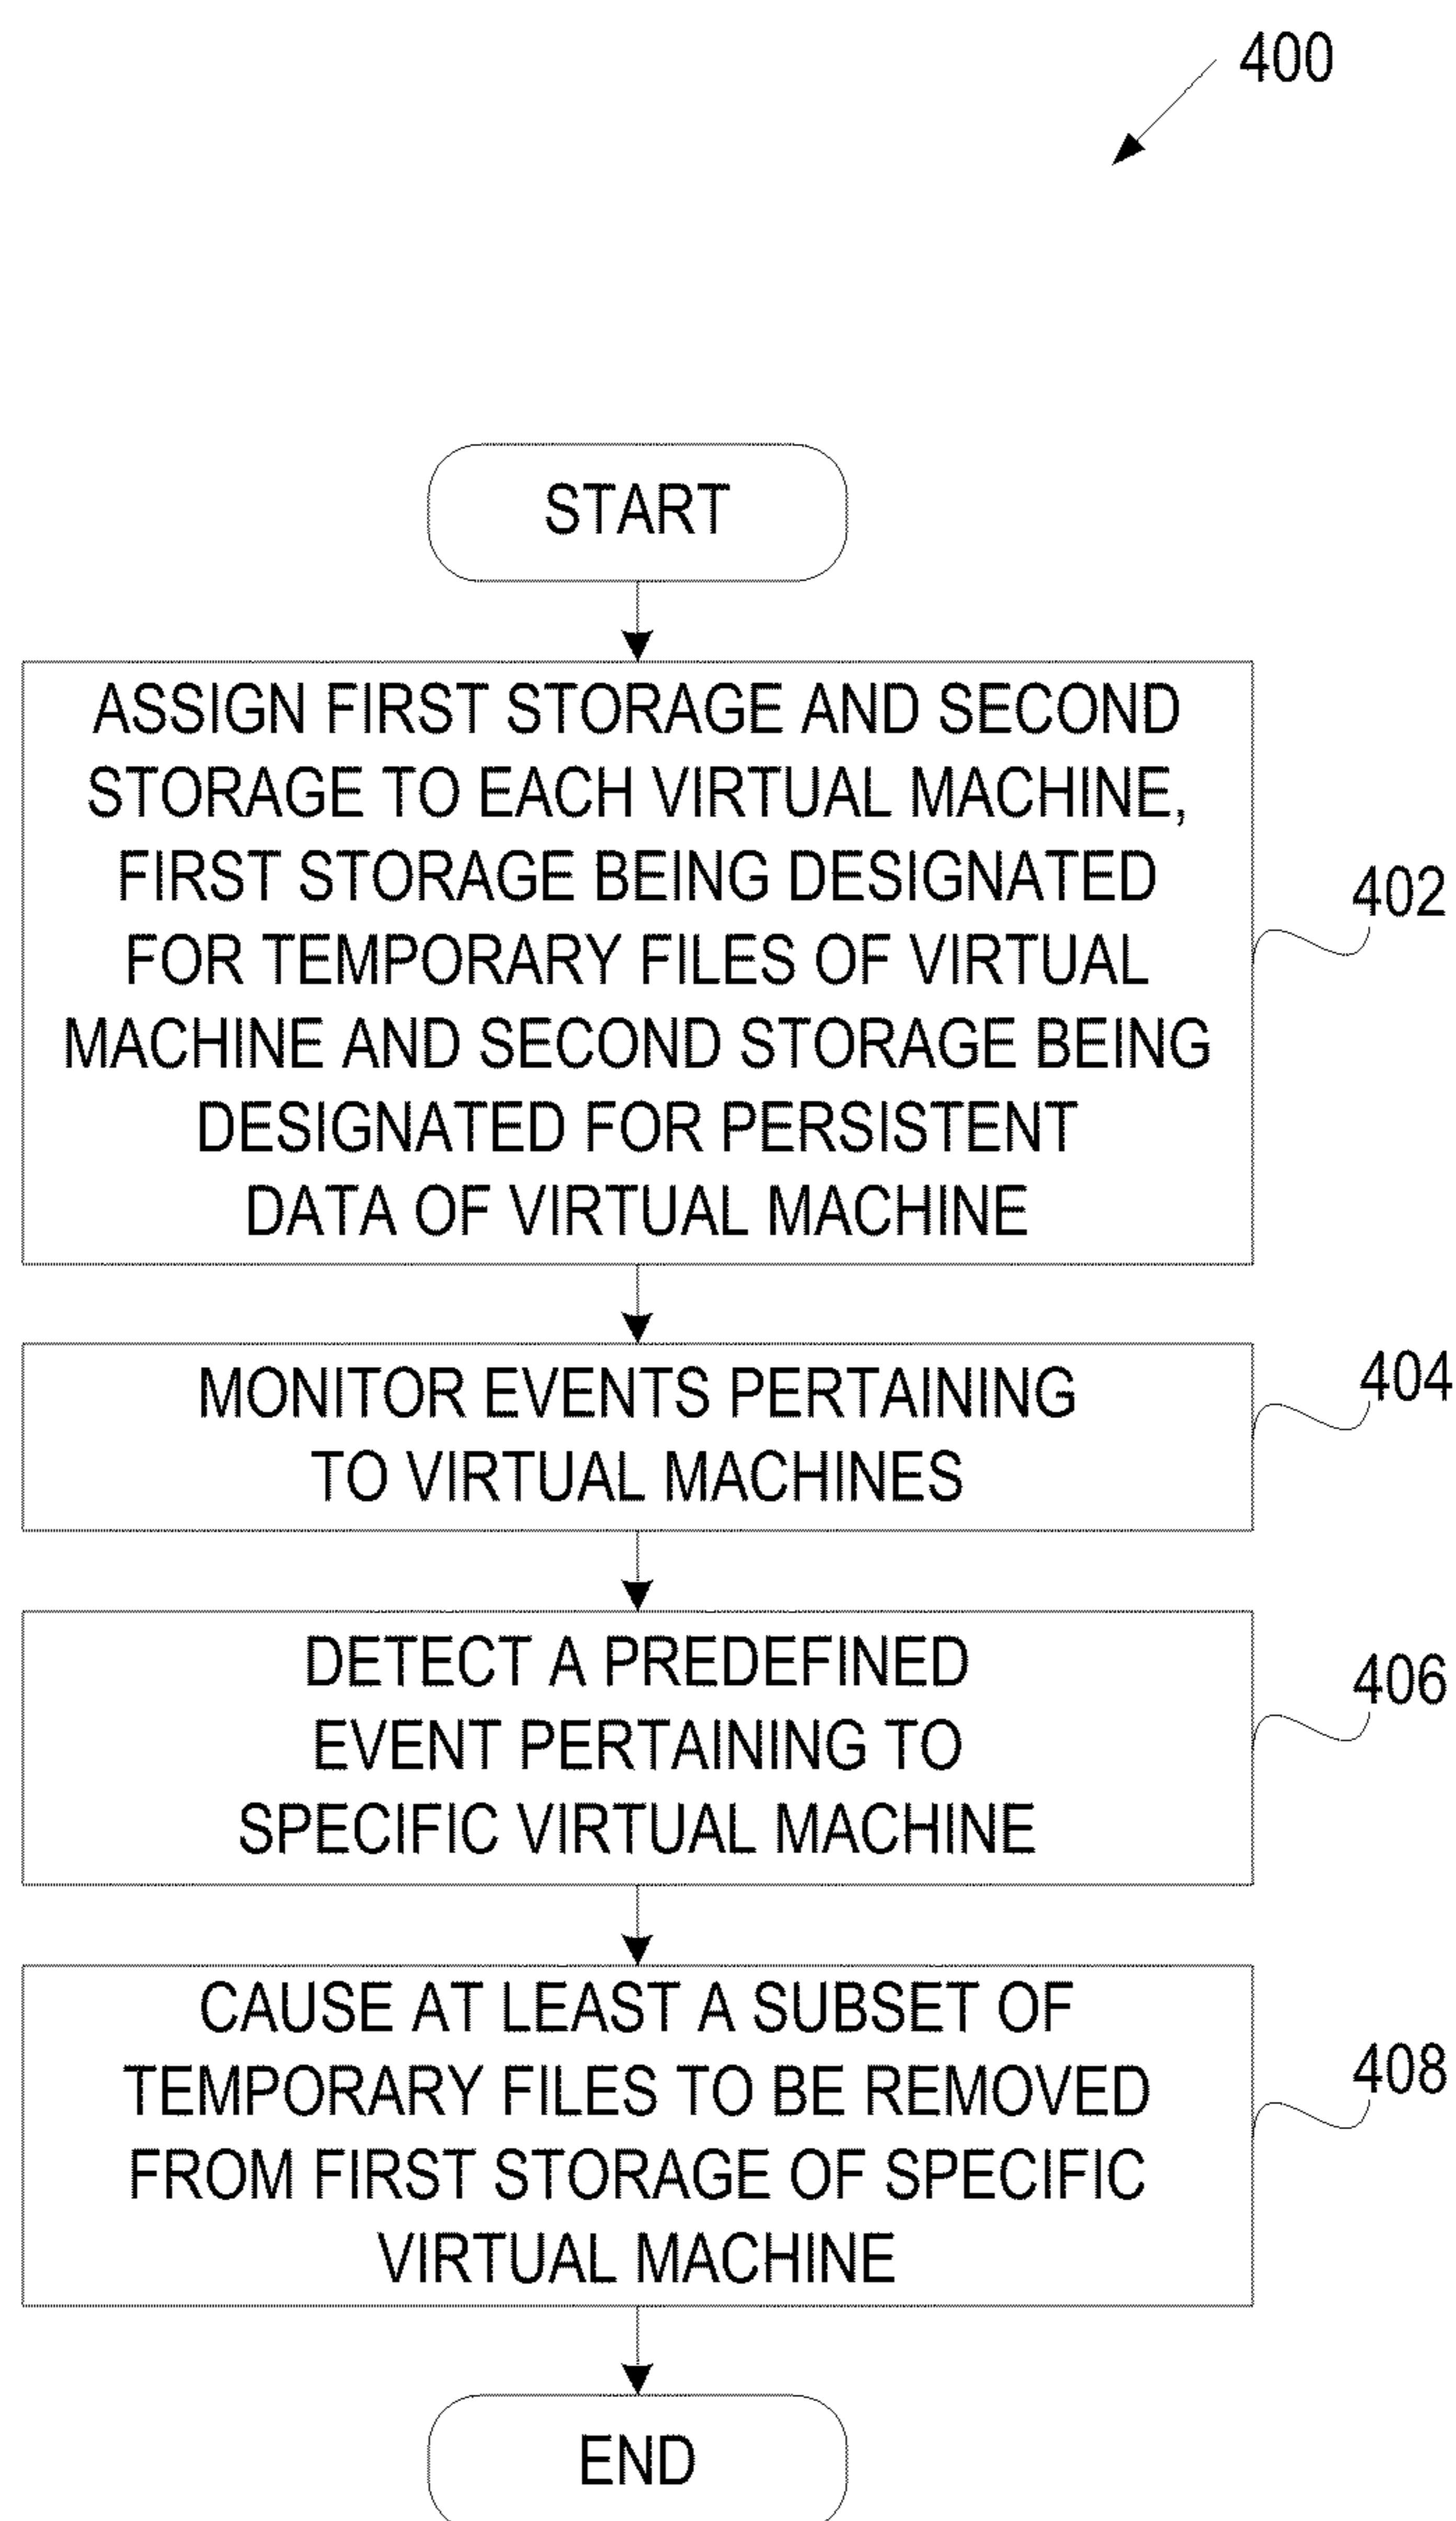 400
START
ASSIGN FIRST STORAGE AND SECOND
STORAGE TO EACH VIRTUAL MACHINE,
FIRST STORAGE BEING DESIGNATED
FOR TEMPORARY FILES OF VIRTUAL
MACHINE AND SECOND STORAGE BEING
DESIGNATED FOR PERSISTENT
DATA OF VIRTUAL MACHINE
402
MONITOR EVENTS PERTAINING
TO VIRTUAL MACHINES
404
DETECT A PREDEFINED
EVENT PERTAINING TO
SPECIFIC VIRTUAL MACHINE
406
CAUSE AT LEAST A SUBSET OF
TEMPORARY FILES TO BE REMOVED
FROM FIRST STORAGE OF SPECIFIC
VIRTUAL MACHINE
408
END